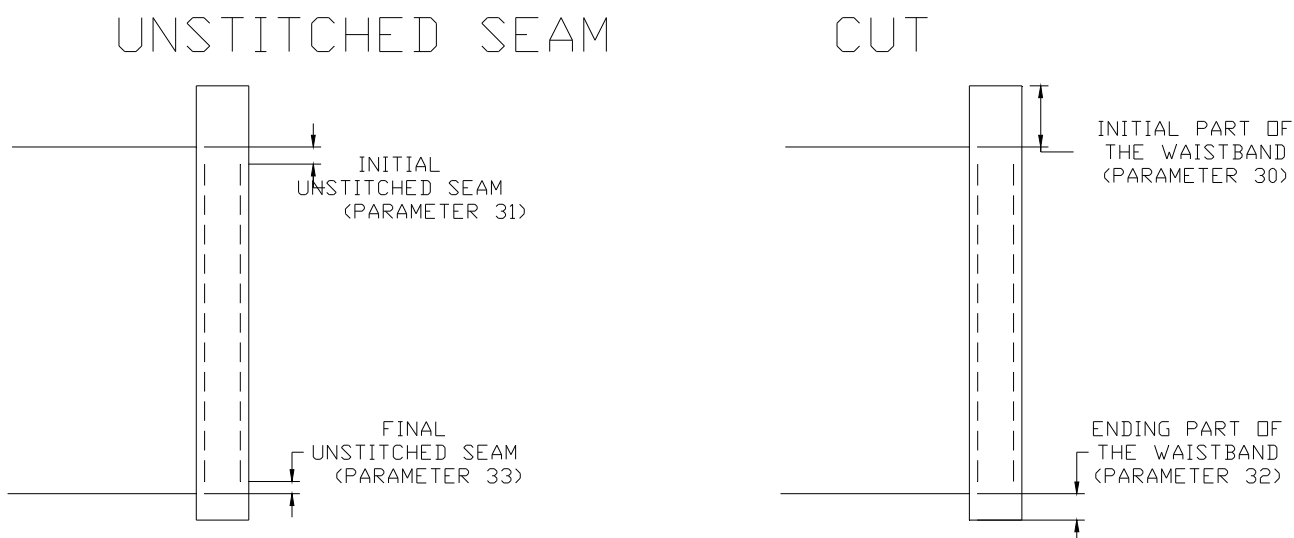 UNSTITCHED SEAM
INITIAL
UNSTITCHED SEAM
(PARAMETER 31)
FINAL
UNSTITCHED SEAM
(PARAMETER 33)
CUT
INITIAL PART OF
THE WAISTBAND
(PARAMETER 30)
ENDING PART OF
THE WAISTBAND
(PARAMETER 32)